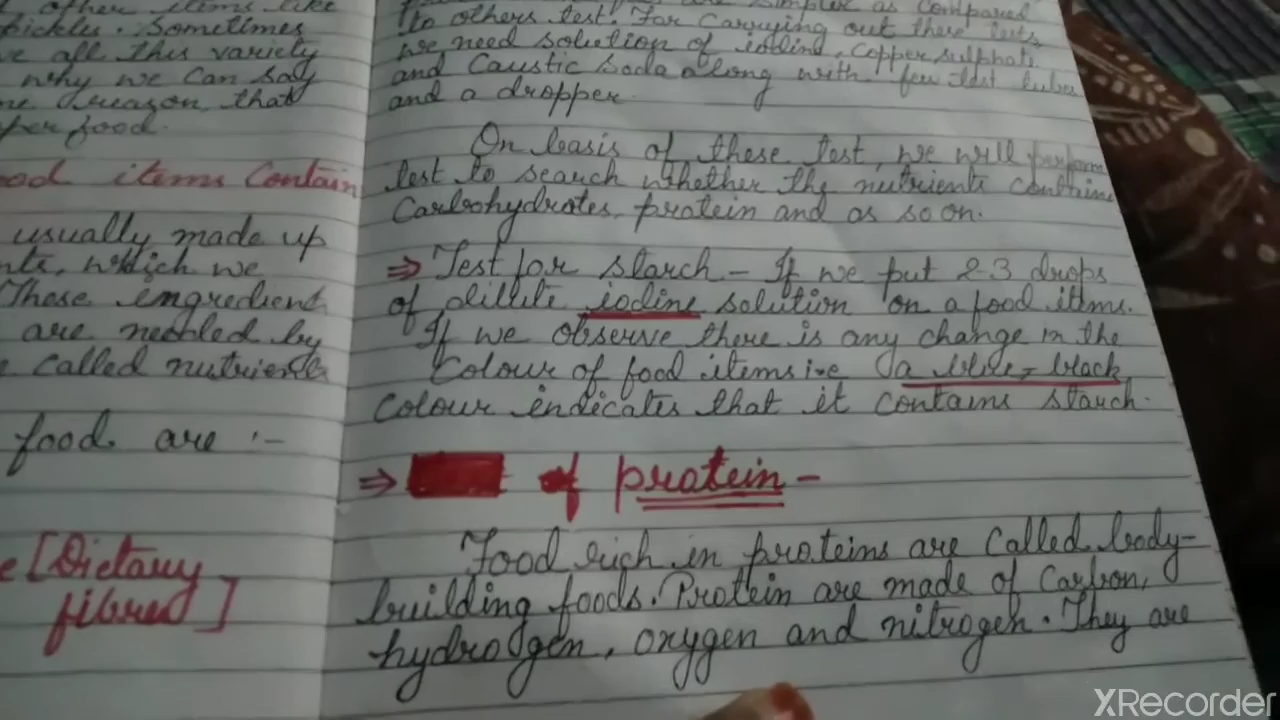 other items like
pickles. Sometimes
all this variety
why we can say
reason, that
food.
items Contain
usually made up
which we
These ingredient
are needed by
called nutrients
food are :-
[Dietary
fibres]
simpler as compared
to others test. For carrying out these tests
we need solution of iodine, copper sulphate
and Caustic soda along with few test tubes
and a dropper.
On basis of these test, we will perform
test to search whether the nutrients contains
Carbohydrates, protein and as so on.
⇒ Test for starch - If we put 2-3 drops
of dillute iodine solution on a food items.
If we observe there is any change in the
Colour of food items i.e a blue-black
Colour indicates that it contains starch.
⇒ of protein -
Food rich in proteins are called body-
building foods. Protein are made of Carbon,
hydrogen, oxygen and nitrogen. They are
XRecorder